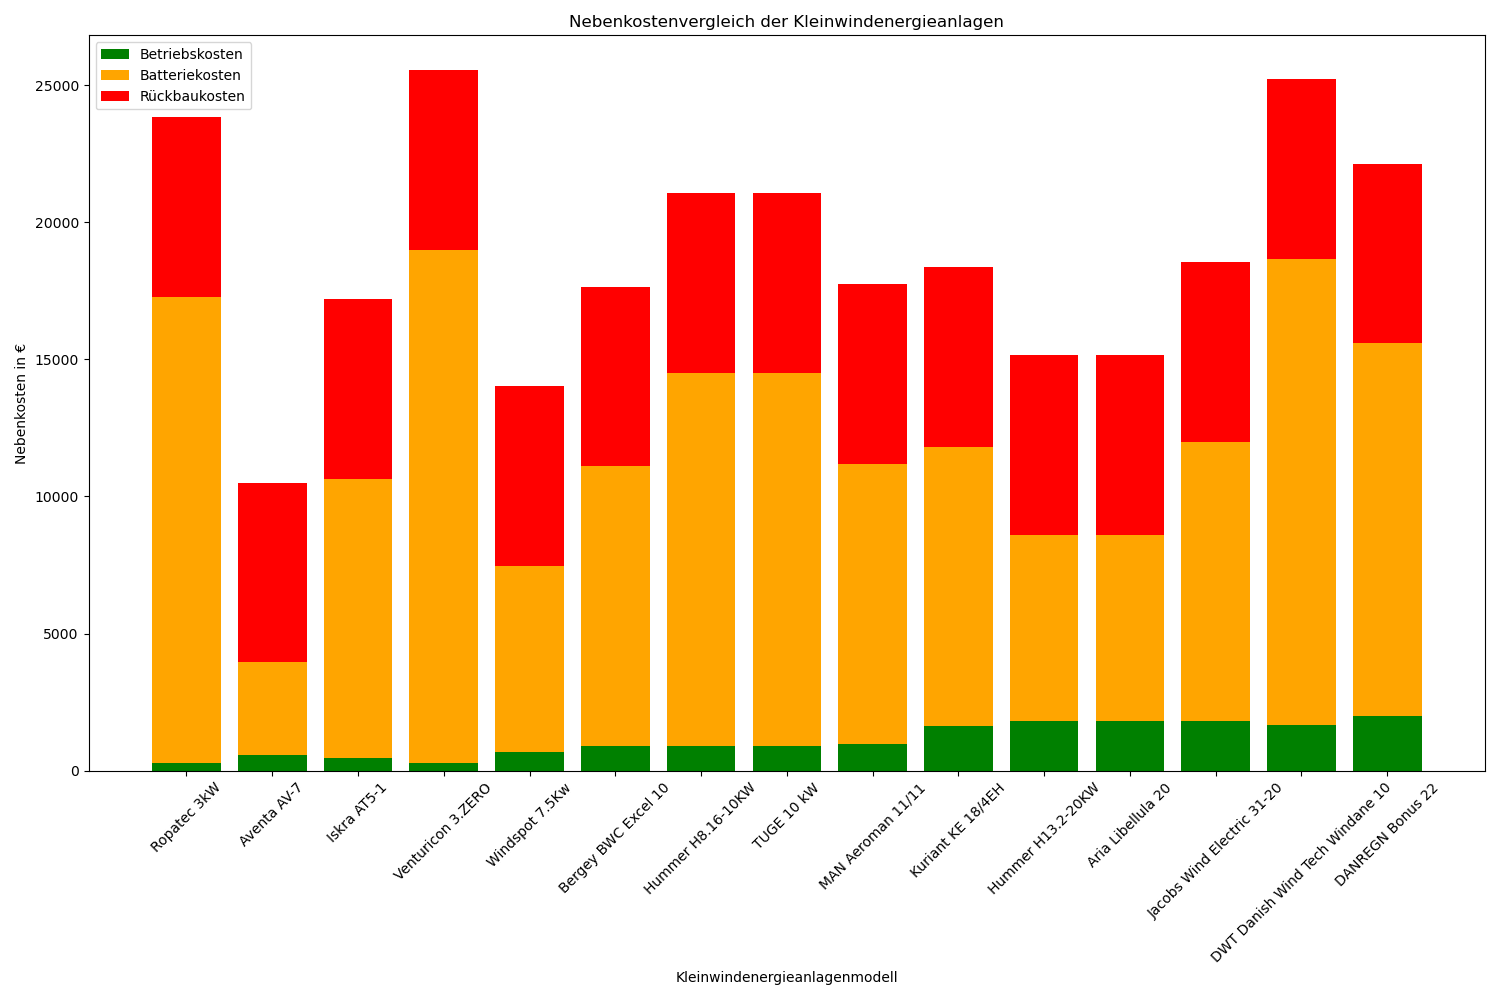 Nebenkostenvergleich der Kleinwindenergieanlagen
Betriebskosten
Batteriekosten
Rückbaukosten
Nebenkosten in €
25000
20000
15000
10000
5000
0
Ropatec 3kW
Aventa AV-7
Iskra AT5-1
Venturicon 3.ZERO
Windspot 7.5Kw
Bergey BWC Excel 10
Hummer H8.16-10KW
TUGE 10 kW
MAN Aeroman 11/11
Kuriant KE 18/4EH
Hummer H13.2-20KW
Aria Libellula 20
Jacobs Wind Electric 31-20
DWT Danish Wind Tech Windane 10
DANREGN Bonus 22
Kleinwindenergieanlagenmodell